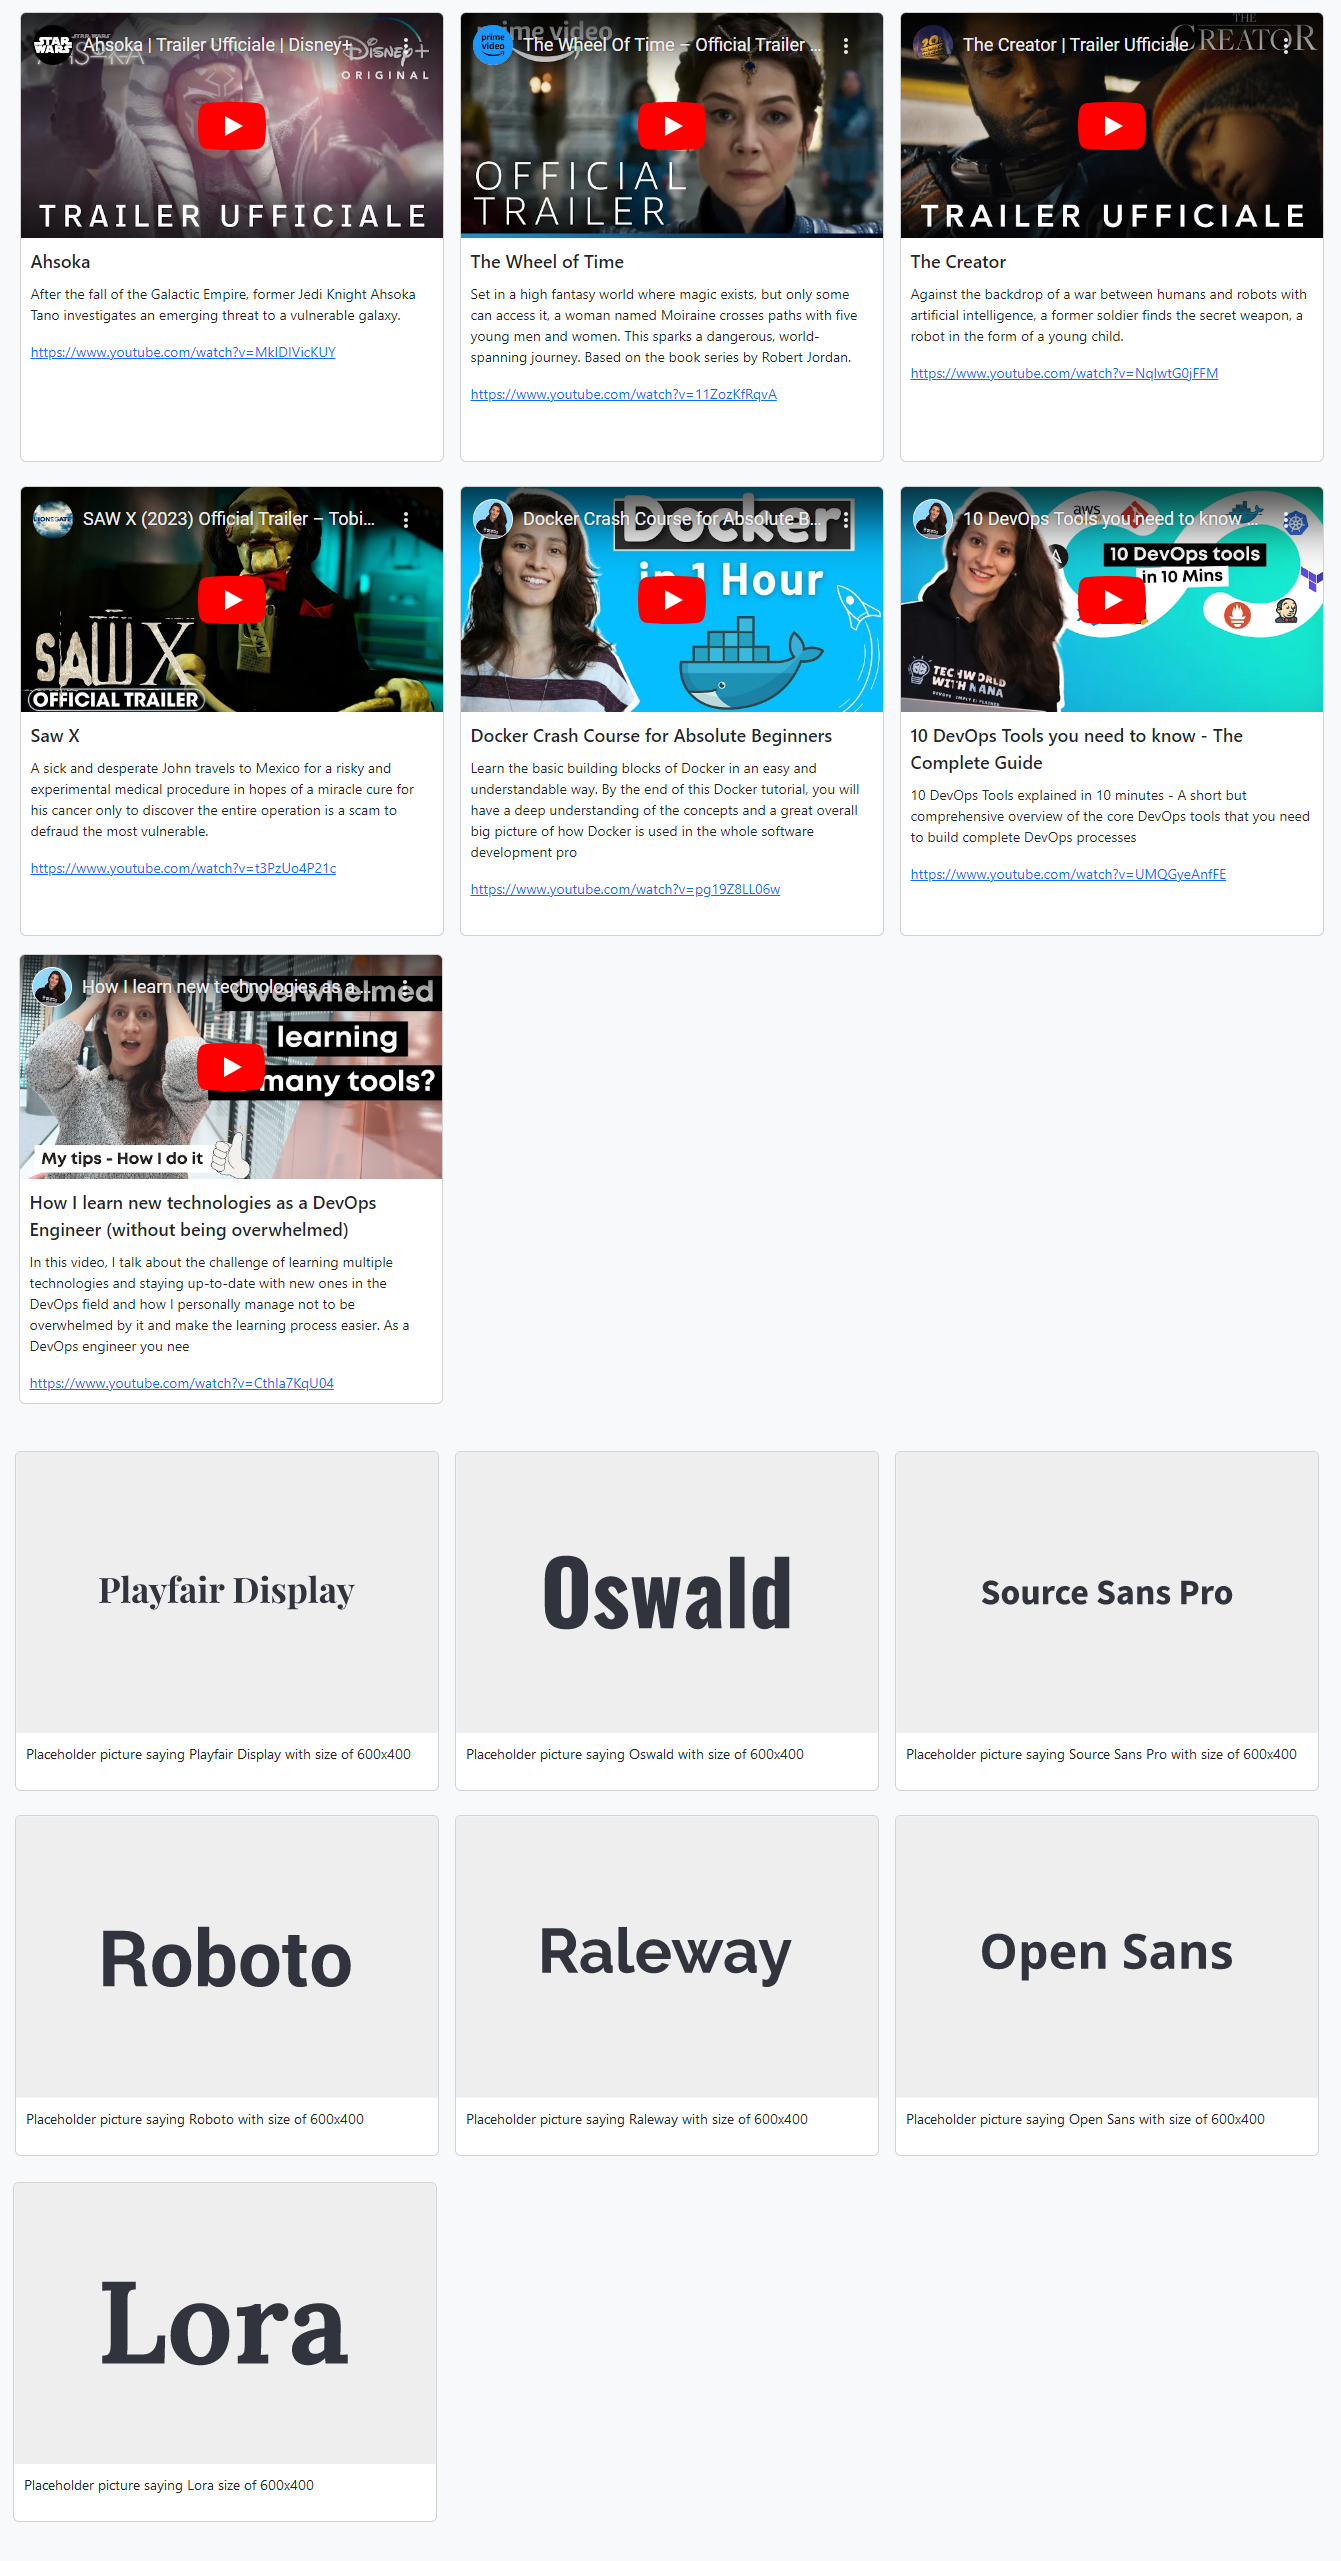 STAR WARS
Ahsoka | Trailer Ufficiale | Disney+
Disney+
ORIGINAL
TRAILER UFFICIALE
Ahsoka
After the fall of the Galactic Empire, former Jedi Knight Ahsoka
Tano investigates an emerging threat to a vulnerable galaxy.
https://www.youtube.com/watch?v=MklDlVicKUY
prime video
prime video
The Wheel Of Time – Official Trailer ...
OFFICIAL
TRAILER
The Wheel of Time
Set in a high fantasy world where magic exists, but only some
can access it, a woman named Moiraine crosses paths with five
young men and women. This sparks a dangerous, world-
spanning journey. Based on the book series by Robert Jordan.
https://www.youtube.com/watch?v=11ZozKfRqvA
THE
CREATOR
The Creator | Trailer Ufficiale
TRAILER UFFICIALE
The Creator
Against the backdrop of a war between humans and robots with
artificial intelligence, a former soldier finds the secret weapon, a
robot in the form of a young child.
https://www.youtube.com/watch?v=NqlwtG0jFFM
LIONSGATE
SAW X (2023) Official Trailer – Tobi...
SAW X
OFFICIAL TRAILER
Saw X
A sick and desperate John travels to Mexico for a risky and
experimental medical procedure in hopes of a miracle cure for
his cancer only to discover the entire operation is a scam to
defraud the most vulnerable.
https://www.youtube.com/watch?v=t3PzUo4P21c
Docker Crash Course for Absolute B...
Docker
in 1 Hour
Docker Crash Course for Absolute Beginners
Learn the basic building blocks of Docker in an easy and
understandable way. By the end of this Docker tutorial, you will
have a deep understanding of the concepts and a great overall
big picture of how Docker is used in the whole software
development pro
https://www.youtube.com/watch?v=pg19Z8LL06w
aws
10 DevOps Tools you need to know ...
10 DevOps tools
in 10 Mins
TECHWORLD
WITH NANA
10 DevOps Tools you need to know - The
Complete Guide
10 DevOps Tools explained in 10 minutes - A short but
comprehensive overview of the core DevOps tools that you need
to build complete DevOps processes
https://www.youtube.com/watch?v=UMQGyeAnfFE
How I learn new technologies as a ...
Overwhelmed
learning
many tools?
My tips - How I do it
How I learn new technologies as a DevOps
Engineer (without being overwhelmed)
In this video, I talk about the challenge of learning multiple
technologies and staying up-to-date with new ones in the
DevOps field and how I personally manage not to be
overwhelmed by it and make the learning process easier. As a
DevOps engineer you nee
https://www.youtube.com/watch?v=Cthla7KqU04
Playfair Display
Placeholder picture saying Playfair Display with size of 600x400
Oswald
Placeholder picture saying Oswald with size of 600x400
Source Sans Pro
Placeholder picture saying Source Sans Pro with size of 600x400
Roboto
Placeholder picture saying Roboto with size of 600x400
Raleway
Placeholder picture saying Raleway with size of 600x400
Open Sans
Placeholder picture saying Open Sans with size of 600x400
Lora
Placeholder picture saying Lora size of 600x400